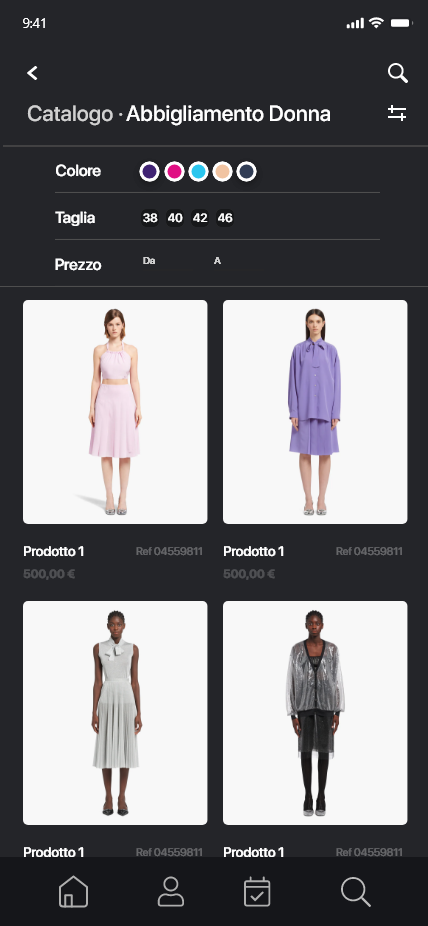 9:41
Catalogo · Abbigliamento Donna
Colore
Taglia 38 40 42 46
Prezzo Da A
Prodotto 1 Ref 04559811 Prodotto 1 Ref 04559811
500,00 € 500,00 €
Prodotto 1 Ref 04559811 Prodotto 1 Ref 04559811